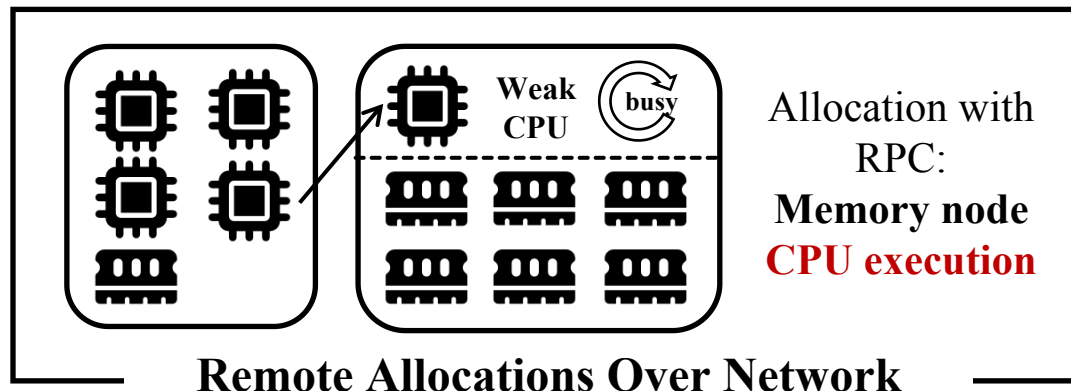 Weak
CPU
busy
Allocation with
RPC:
Memory node
CPU execution
Remote Allocations Over Network